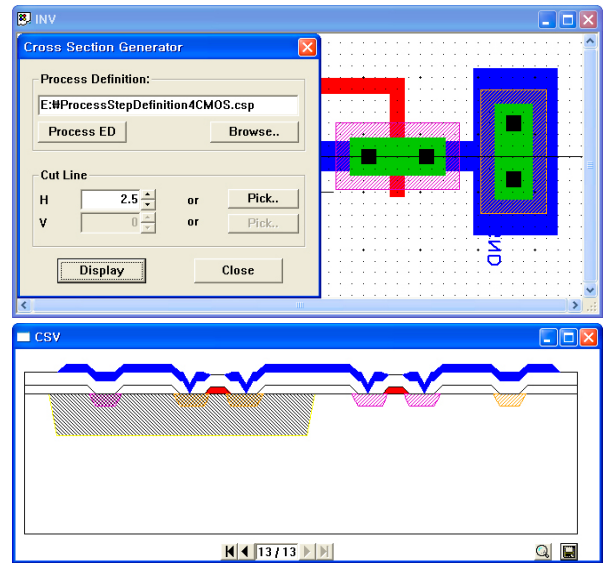 INV
Cross Section Generator
Process Definition:
E:₩ProcessStepDefinition4CMOS.csp
Process ED Browse..
Cut Line
H 2.5 or Pick..
V 0 or Pick..
Display Close
GND
CSV
13 / 13